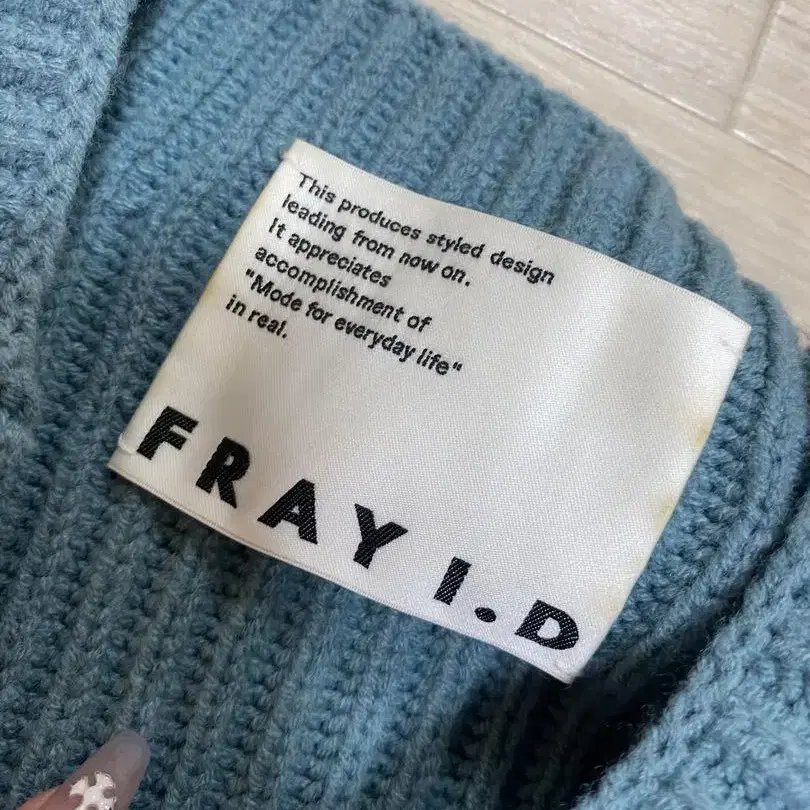 This produces styled design
leading from now on.
It appreciates
accomplishment of
"Mode for everyday life"
in real.
FRAY I.D